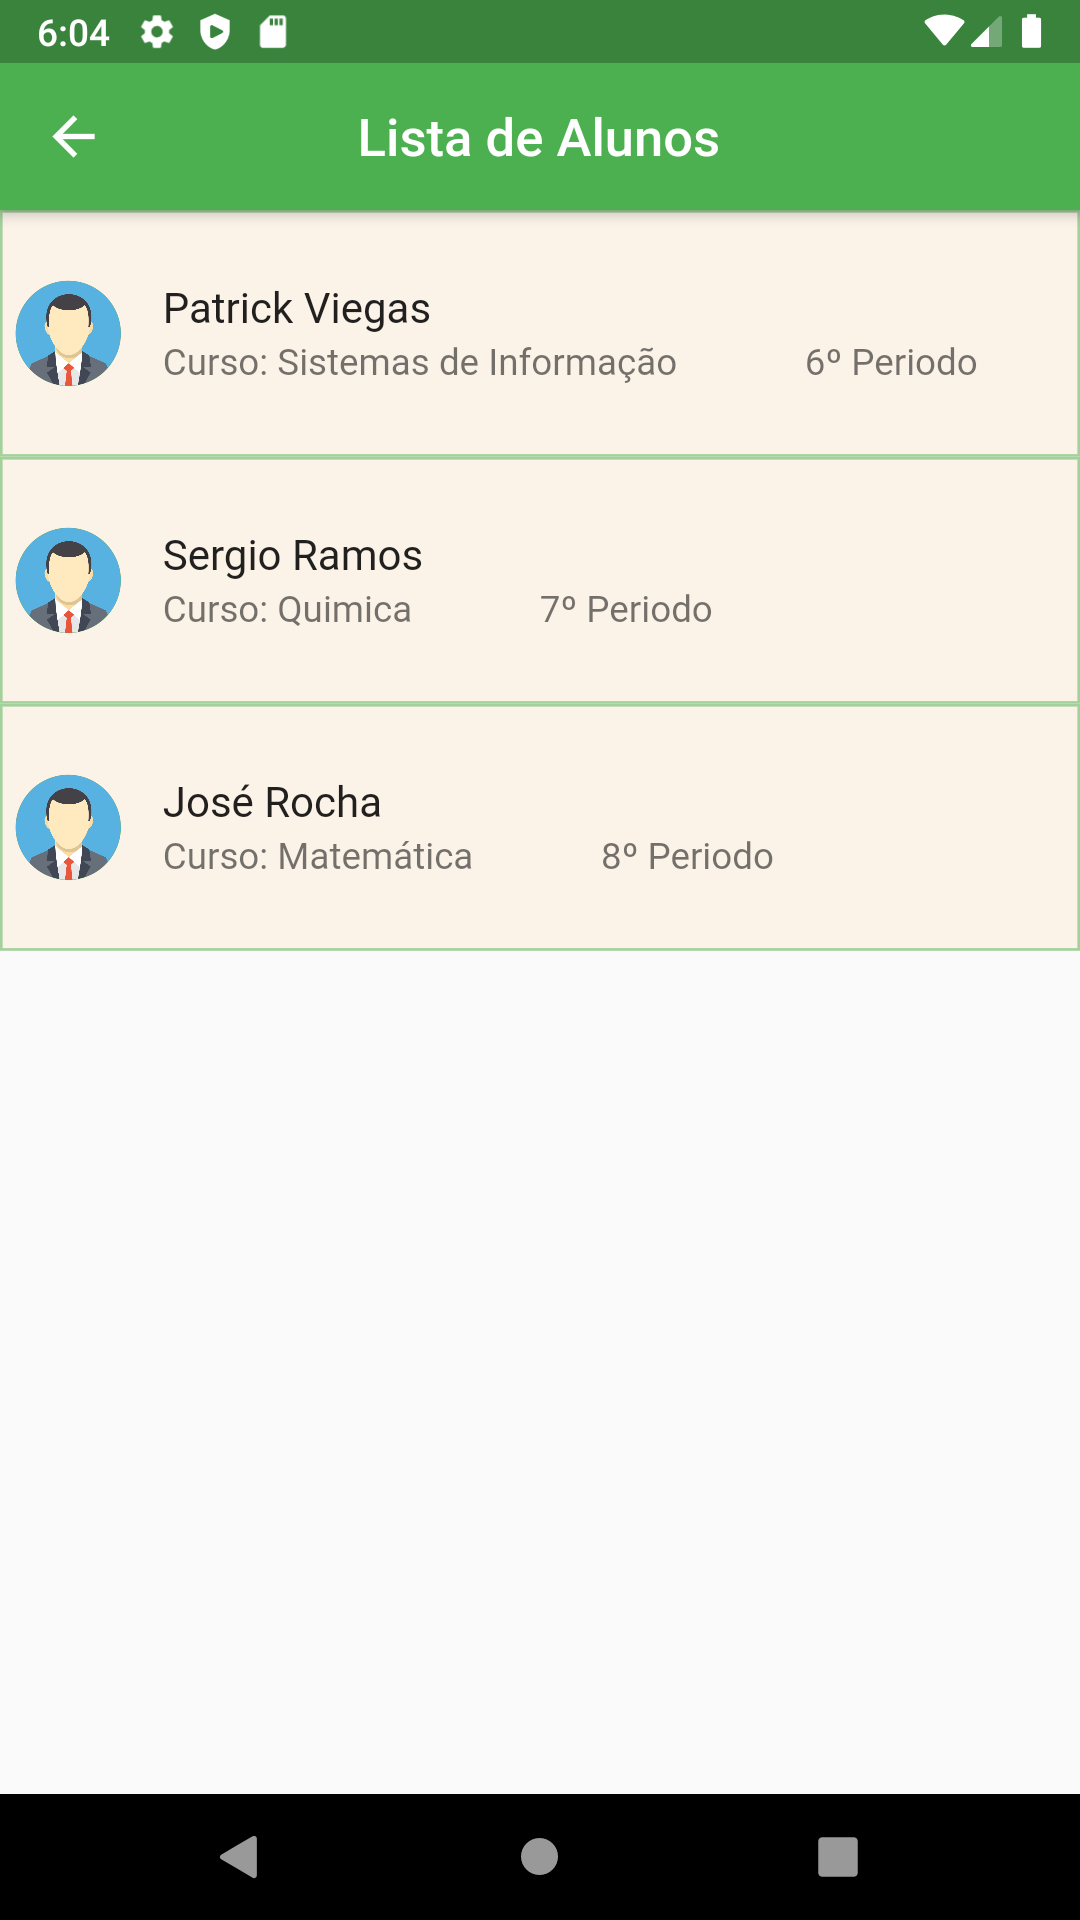 6:04
Lista de Alunos
Patrick Viegas
Curso: Sistemas de Informação 6º Periodo
Sergio Ramos
Curso: Quimica 7º Periodo
José Rocha
Curso: Matemática 8º Periodo